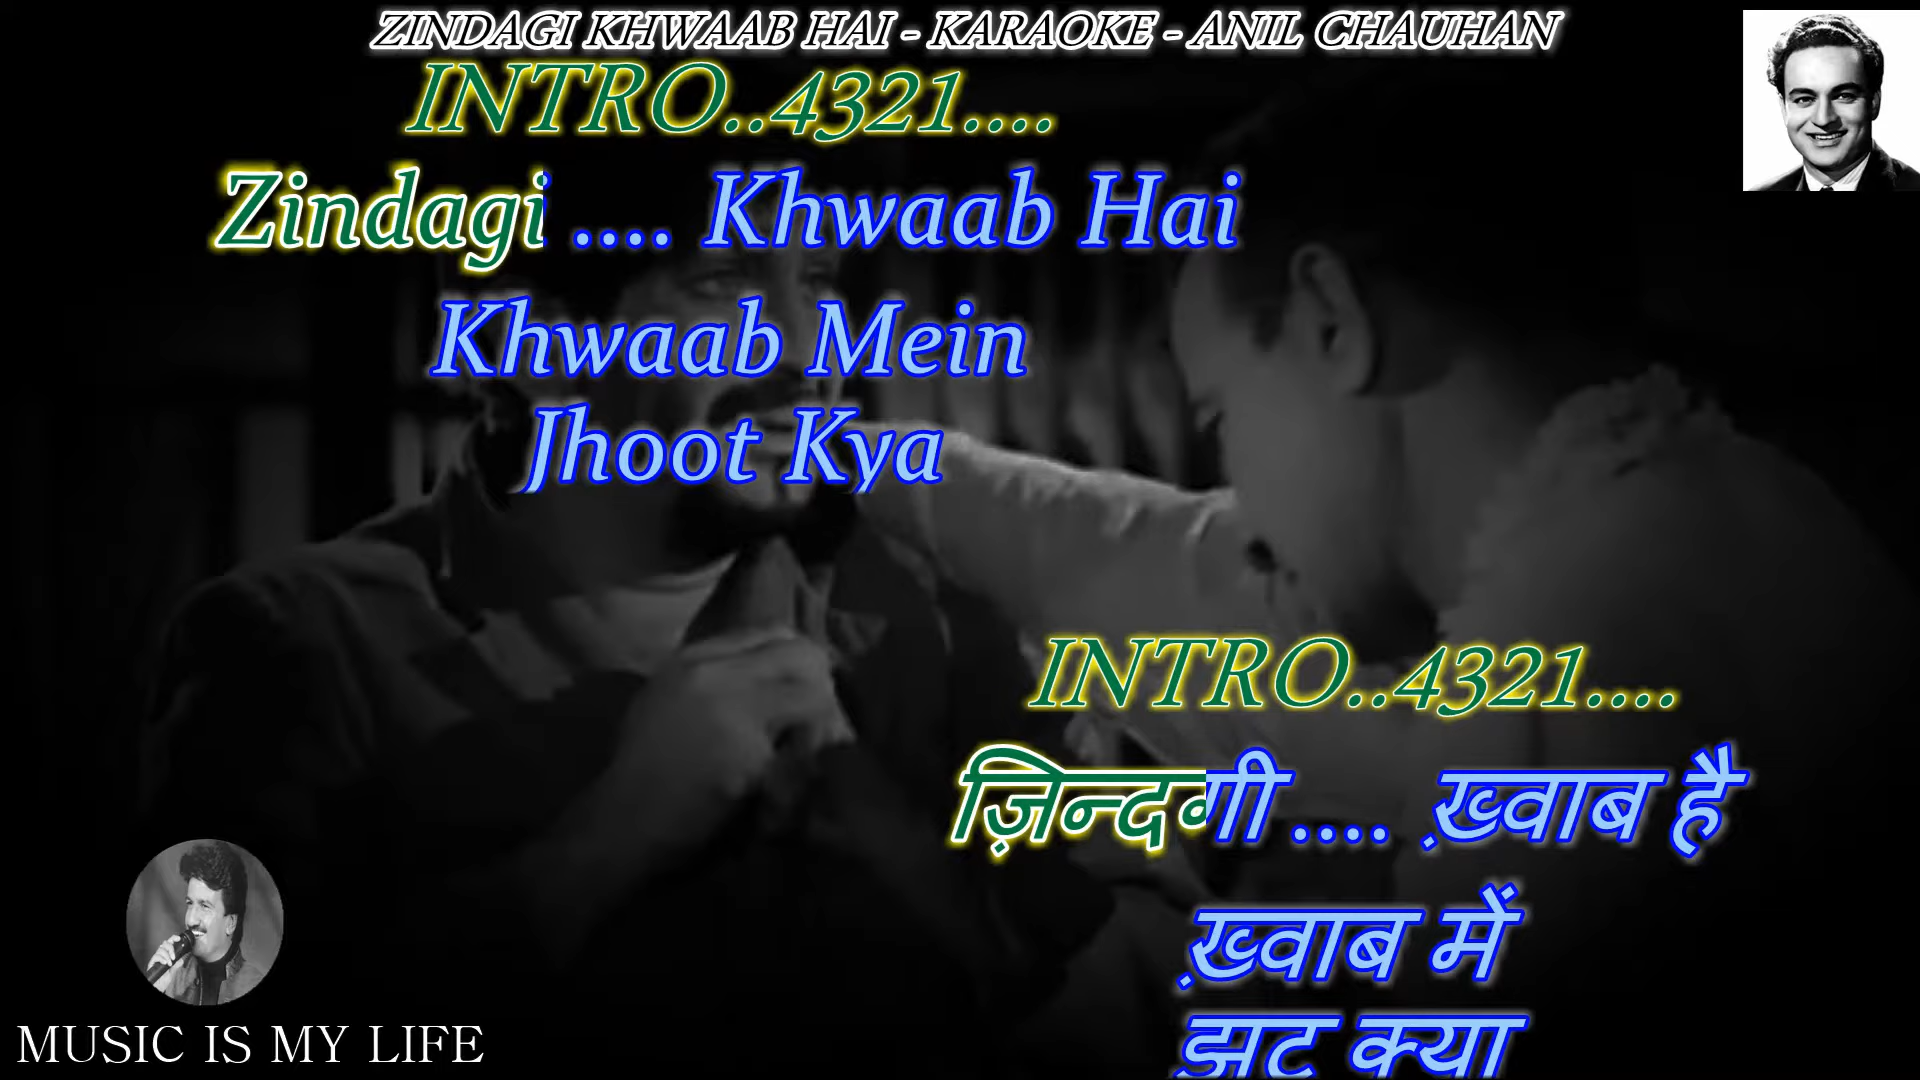 ZINDAGI KHWAAB HAI - KARAOKE - ANIL CHAUHAN
INTRO..4321....
Zindagi .... Khwaab Hai
Khwaab Mein
Jhoot Kya
INTRO..4321....
ज़िन्दगी .... ख़्वाब है
ख़्वाब में
झूट क्या
MUSIC IS MY LIFE